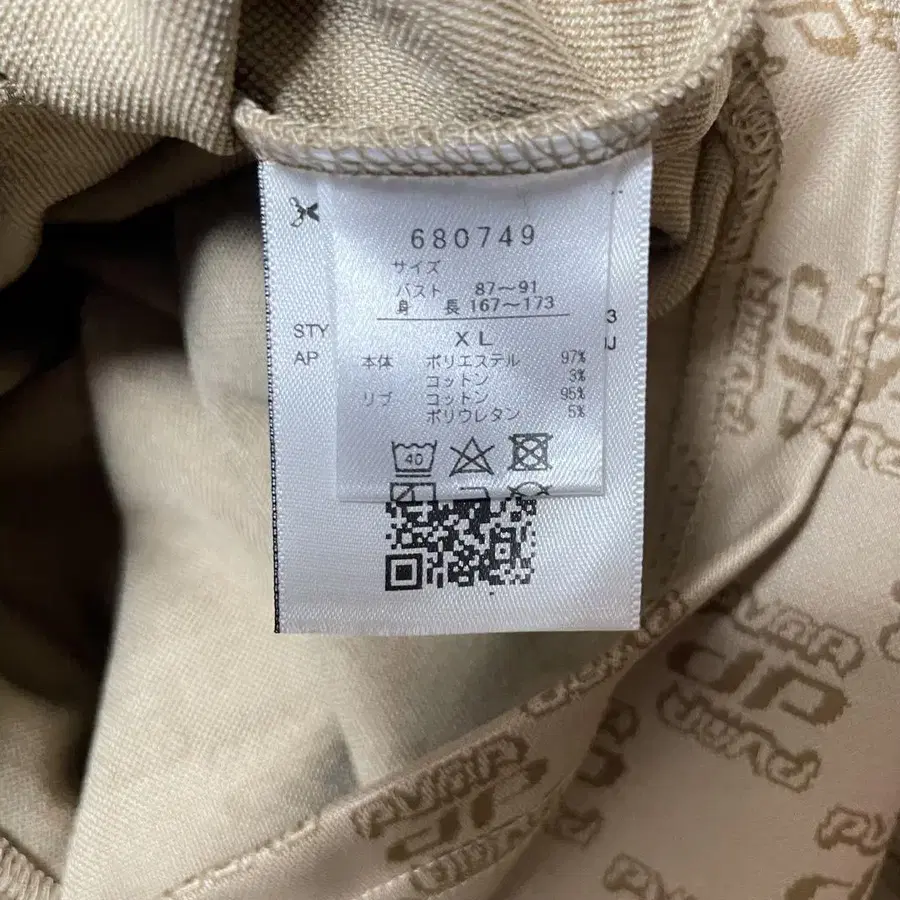 680749
サイズ
バスト 87～91
身長 167～173
XL
本体 ポリエステル 97%
コットン 3%
リブ コットン 95%
ポリウレタン 5%
40
STY
AP
3